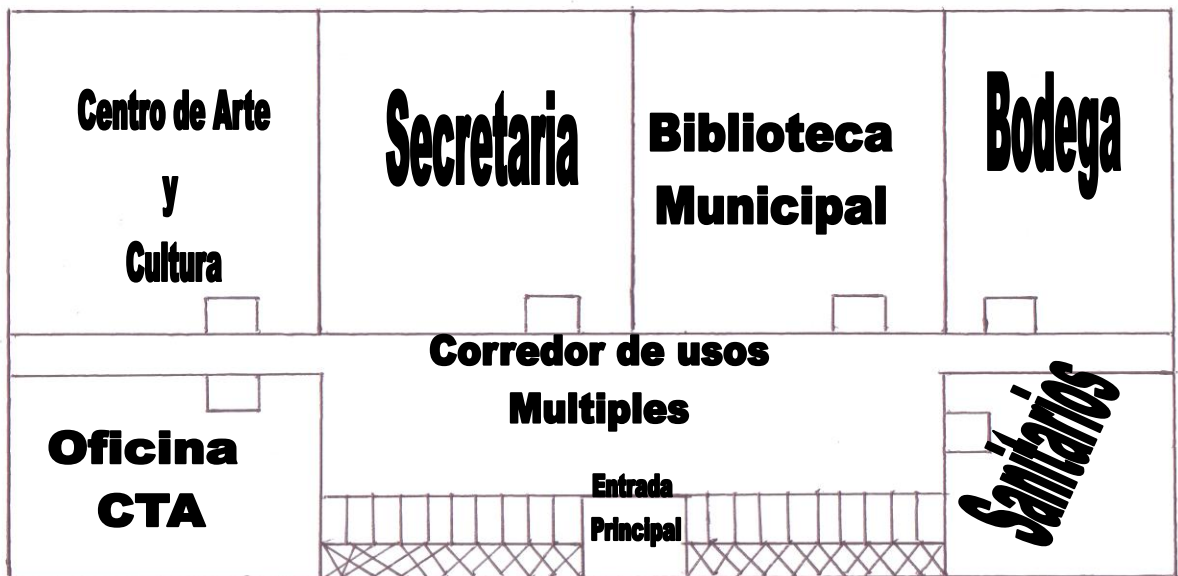 Centro de Arte
y
Cultura
Secretaria
Biblioteca
Municipal
Bodega
Corredor de usos
Multiples
Oficina
CTA
Entrada
Principal
Sanitarios